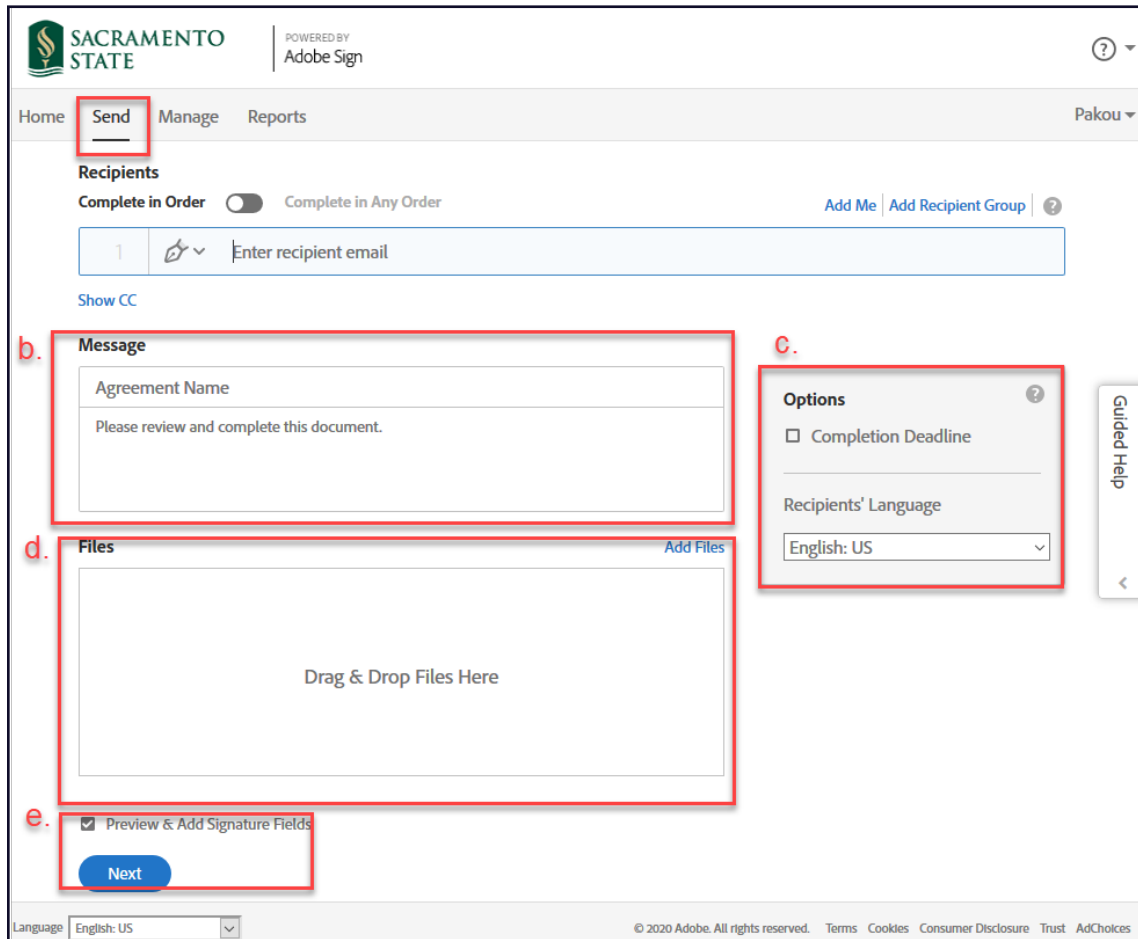 SACRAMENTO
STATE
POWERED BY
Adobe Sign
Home Send Manage Reports Pakou
Recipients
Complete in Order Complete in Any Order Add Me Add Recipient Group ?
1 Enter recipient email
Show CC
b. Message
Agreement Name
Please review and complete this document.
c.
Options ?
Completion Deadline
Recipients' Language
English: US
Guided Help
d. Files Add Files
Drag & Drop Files Here
e. Preview & Add Signature Fields
Next
Language English: US © 2020 Adobe. All rights reserved. Terms Cookies Consumer Disclosure Trust AdChoices